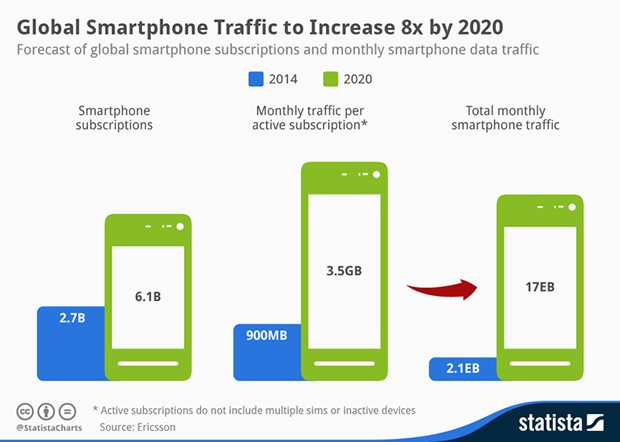 Global Smartphone Traffic to Increase 8x by 2020
Forecast of global smartphone subscriptions and monthly smartphone data traffic
2014
2020
Smartphone
subscriptions
Monthly traffic per
active subscription*
Total monthly
smartphone traffic
2.7B
6.1B
900MB
3.5GB
2.1EB
17EB
cc
@StatistaCharts
* Active subscriptions do not include multiple sims or inactive devices
Source: Ericsson
statista